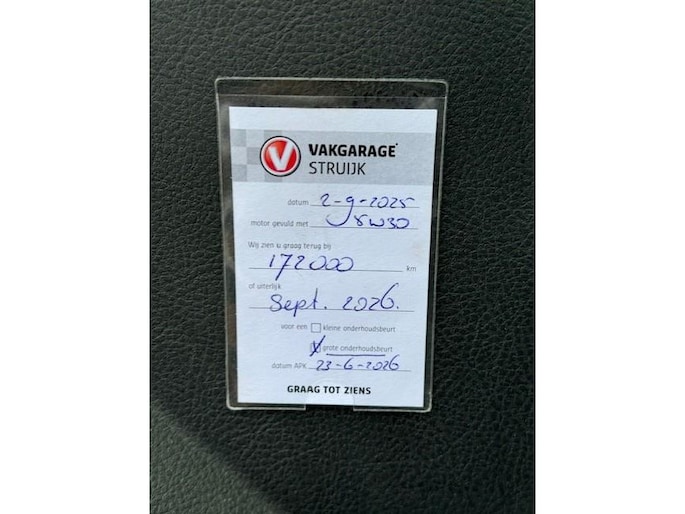 V VAKGARAGE
STRUIJK
datum 2-9-2025
motor gevuld met 5W30
Wij zien u graag terug bij
172000 km
of uiterlijk
Sept. 2026.
voor een kleine onderhoudsbeurt
grote onderhoudsbeurt
datum APK 23-6-2026
GRAAG TOT ZIENS